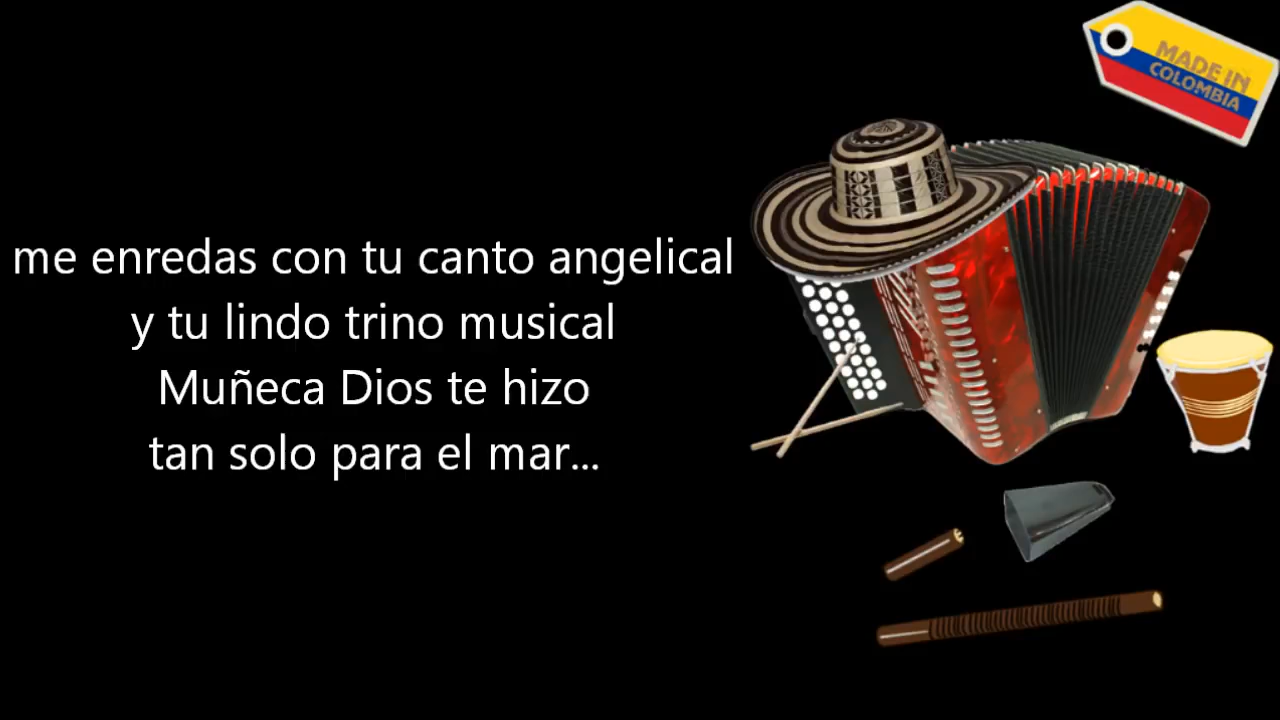 MADE IN
COLOMBIA
me enredas con tu canto angelical
y tu lindo trino musical
Muñeca Dios te hizo
tan solo para el mar...